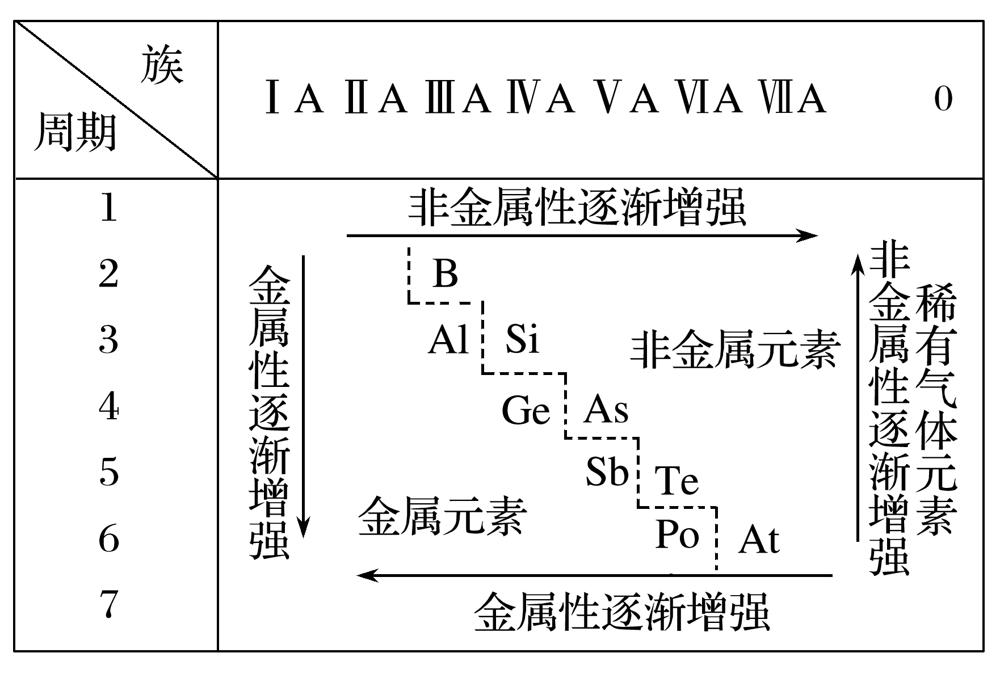 族
周期
ⅠA ⅡA ⅢA ⅣA ⅤA ⅥA ⅦA 0
1
非金属性逐渐增强
2
B
3
Al Si
非金属元素
4
Ge As
5
Sb Te
金属元素
6
Po At
7
金属性逐渐增强
金属性逐渐增强
非金属性逐渐增强
稀有气体元素